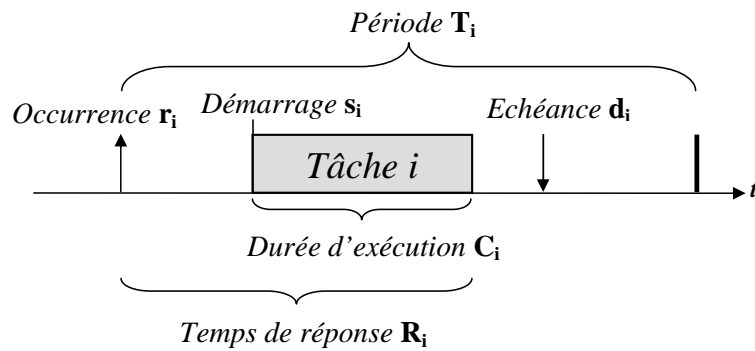 Période Ti
Occurrence ri
Démarrage si
Echéance di
Tâche i
t
Durée d’exécution Ci
Temps de réponse Ri